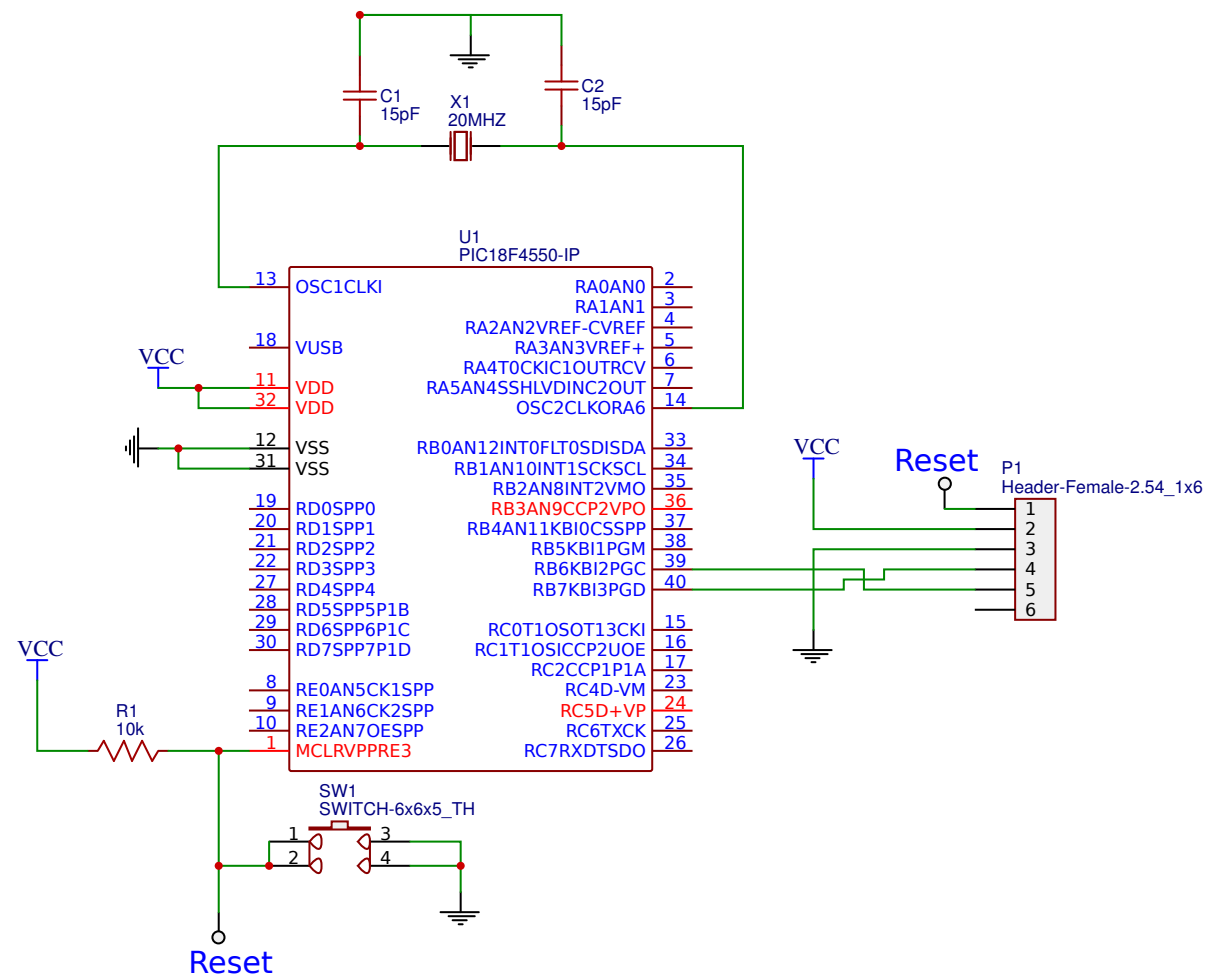 C1
15pF
X1
20MHZ
C2
15pF
U1
PIC18F4550-IP
13 OSC1CLKI
RA0AN0 2
RA1AN1 3
RA2AN2VREF-CVREF 4
18 VUSB
RA3AN3VREF+ 5
RA4T0CKIC1OUTRCV 6
VCC
11 VDD
RA5AN4SSHLVDINC2OUT 7
32 VDD
OSC2CLKORA6 14
12 VSS
RB0AN12INT0FLT0SDISDA 33
31 VSS
RB1AN10INT1SCKSCL 34
RB2AN8INT2VMO 35
19 RD0SPP0
RB3AN9CCP2VPO 36
20 RD1SPP1
RB4AN11KBI0CSSPP 37
21 RD2SPP2
RB5KBI1PGM 38
22 RD3SPP3
RB6KBI2PGC 39
27 RD4SPP4
RB7KBI3PGD 40
28 RD5SPP5P1B
29 RD6SPP6P1C
RC0T1OSOT13CKI 15
30 RD7SPP7P1D
RC1T1OSICCP2UOE 16
RC2CCP1P1A 17
8 RE0AN5CK1SPP
RC4D-VM 23
9 RE1AN6CK2SPP
RC5D+VP 24
10 RE2AN7OESPP
RC6TXCK 25
1 MCLRVPPRE3
RC7RXDTSDO 26
VCC
Reset
P1
Header-Female-2.54_1x6
1
2
3
4
5
6
VCC
R1
10k
SW1
SWITCH-6x6x5_TH
1 3
2 4
Reset